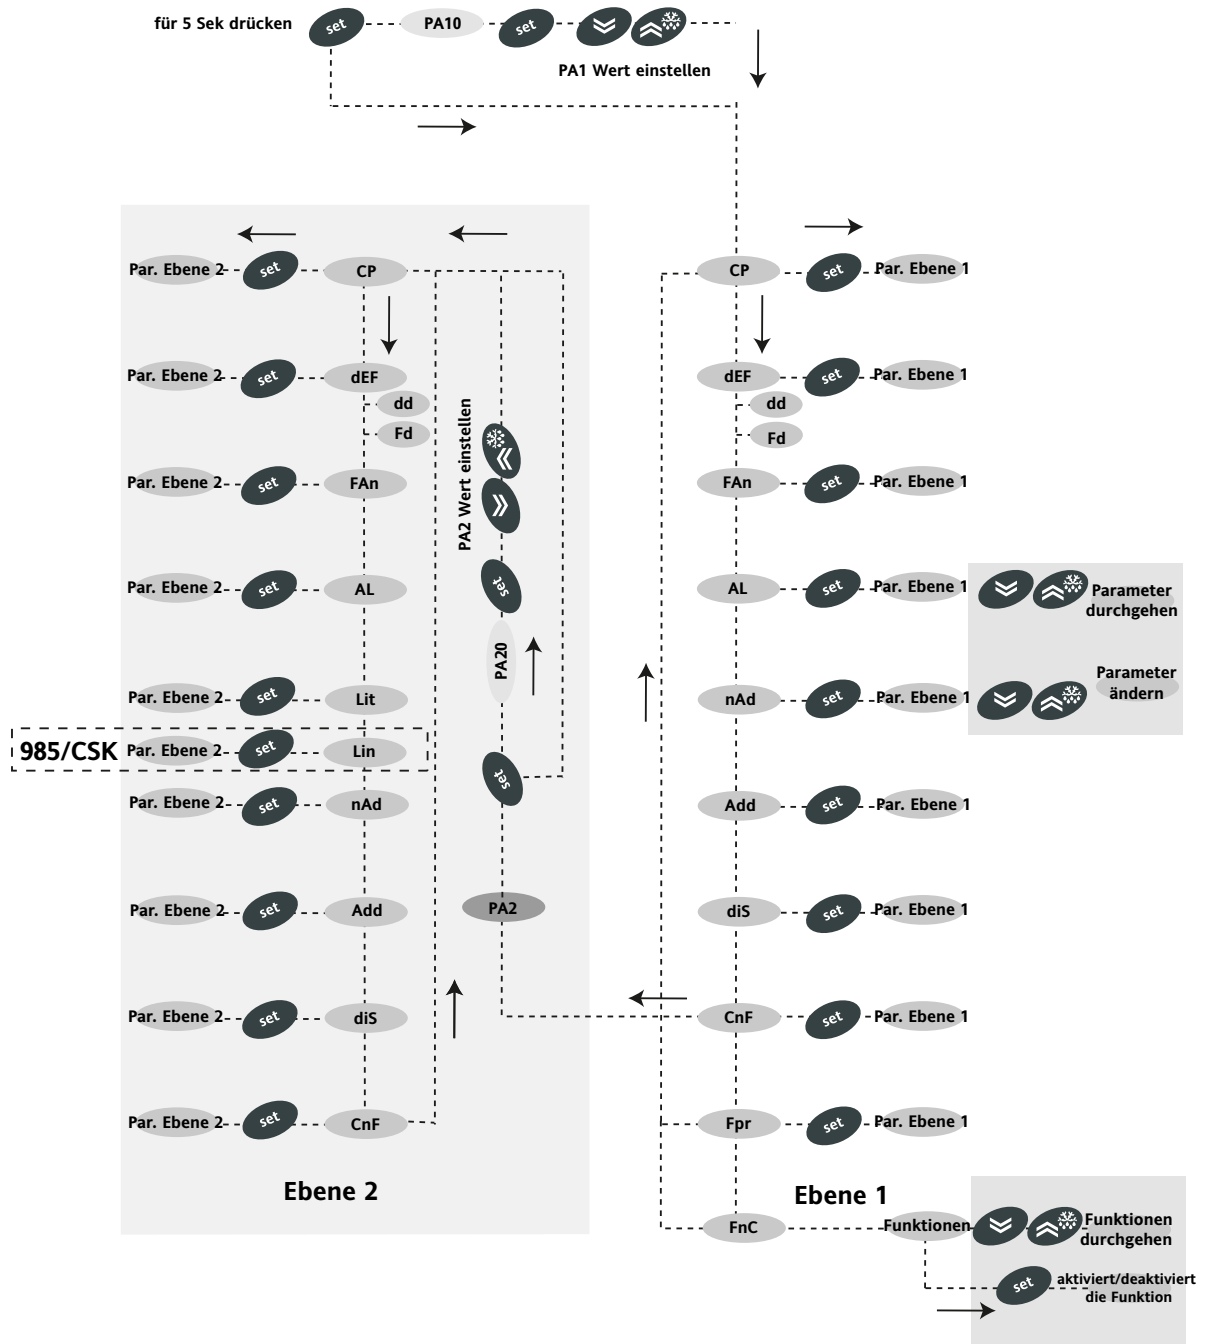 für 5 Sek drücken set PA10 set
PA1 Wert einstellen
Par. Ebene 2 set CP
CP set Par. Ebene 1
Par. Ebene 2 set dEF
dEF set Par. Ebene 1
dd
dd
Fd
Fd
Par. Ebene 2 set FAn
FAn set Par. Ebene 1
PA2 Wert einstellen
set
PA20
set
PA2
Par. Ebene 2 set AL
AL set Par. Ebene 1
Parameter
durchgehen
Par. Ebene 2 set Lit
nAd set Par. Ebene 1
Parameter
ändern
985/CSK Par. Ebene 2 set Lin
Par. Ebene 2 set nAd
Add set Par. Ebene 1
Par. Ebene 2 set Add
diS set Par. Ebene 1
Par. Ebene 2 set diS
CnF set Par. Ebene 1
Par. Ebene 2 set CnF
Fpr set Par. Ebene 1
Ebene 2
Ebene 1
FnC Funktionen
Funktionen
durchgehen
set aktiviert/deaktiviert
die Funktion